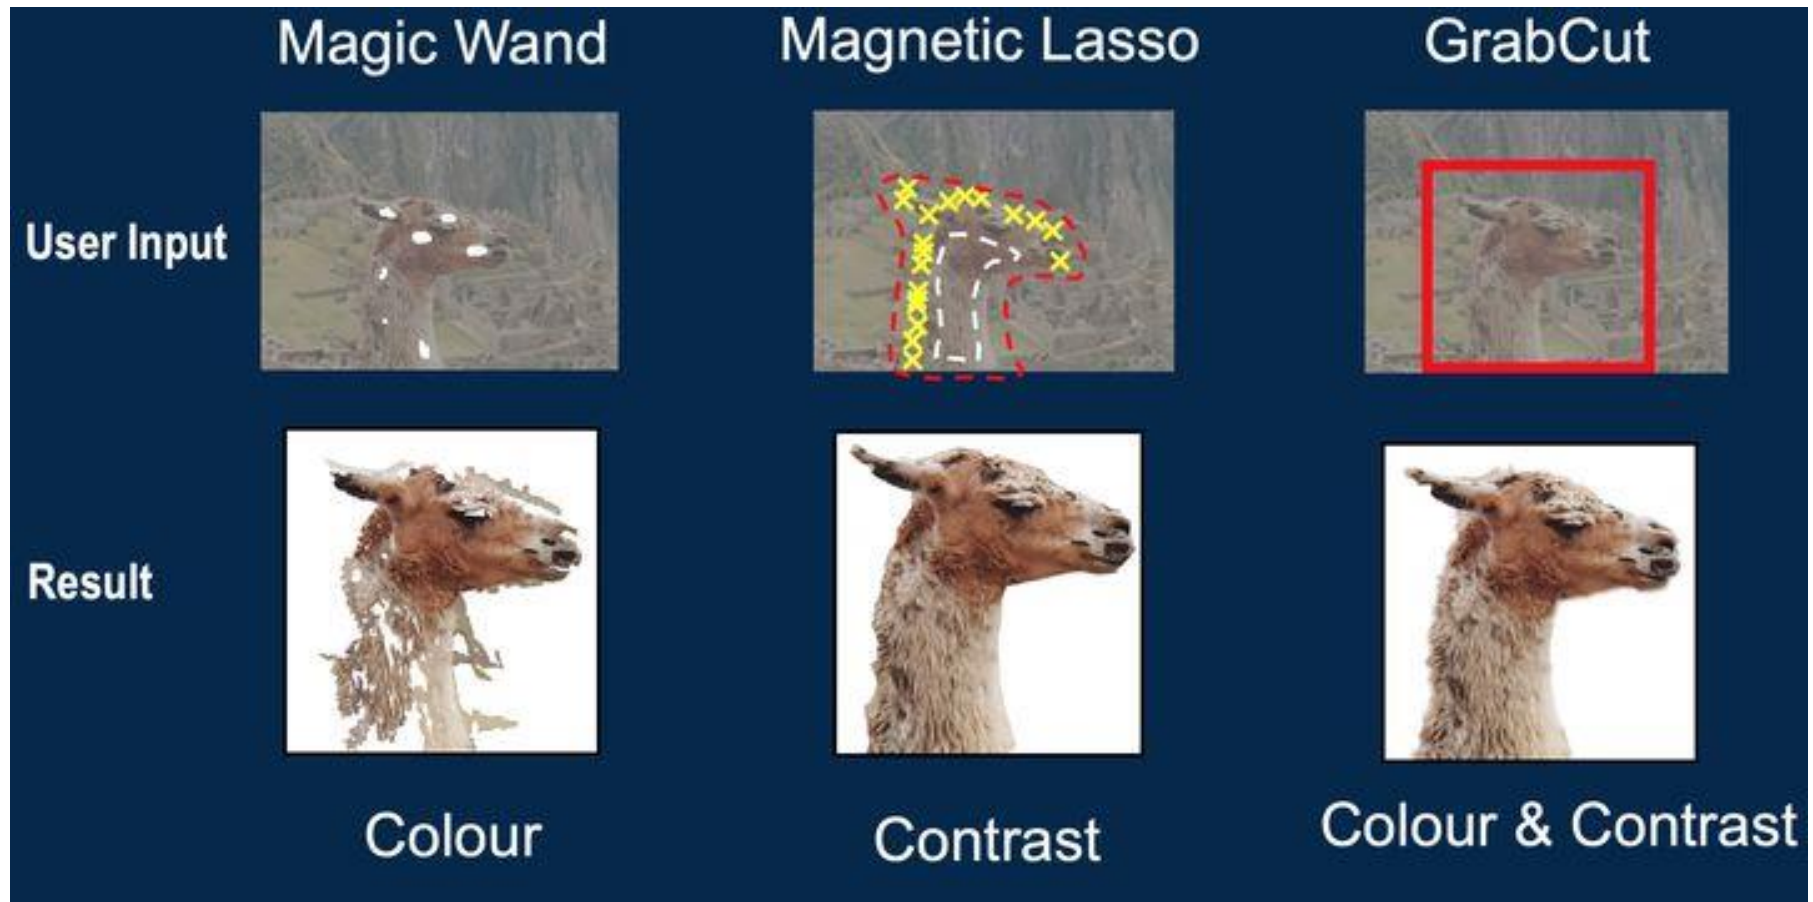 Magic Wand
Magnetic Lasso
GrabCut
User Input
Result
Colour
Contrast
Colour & Contrast